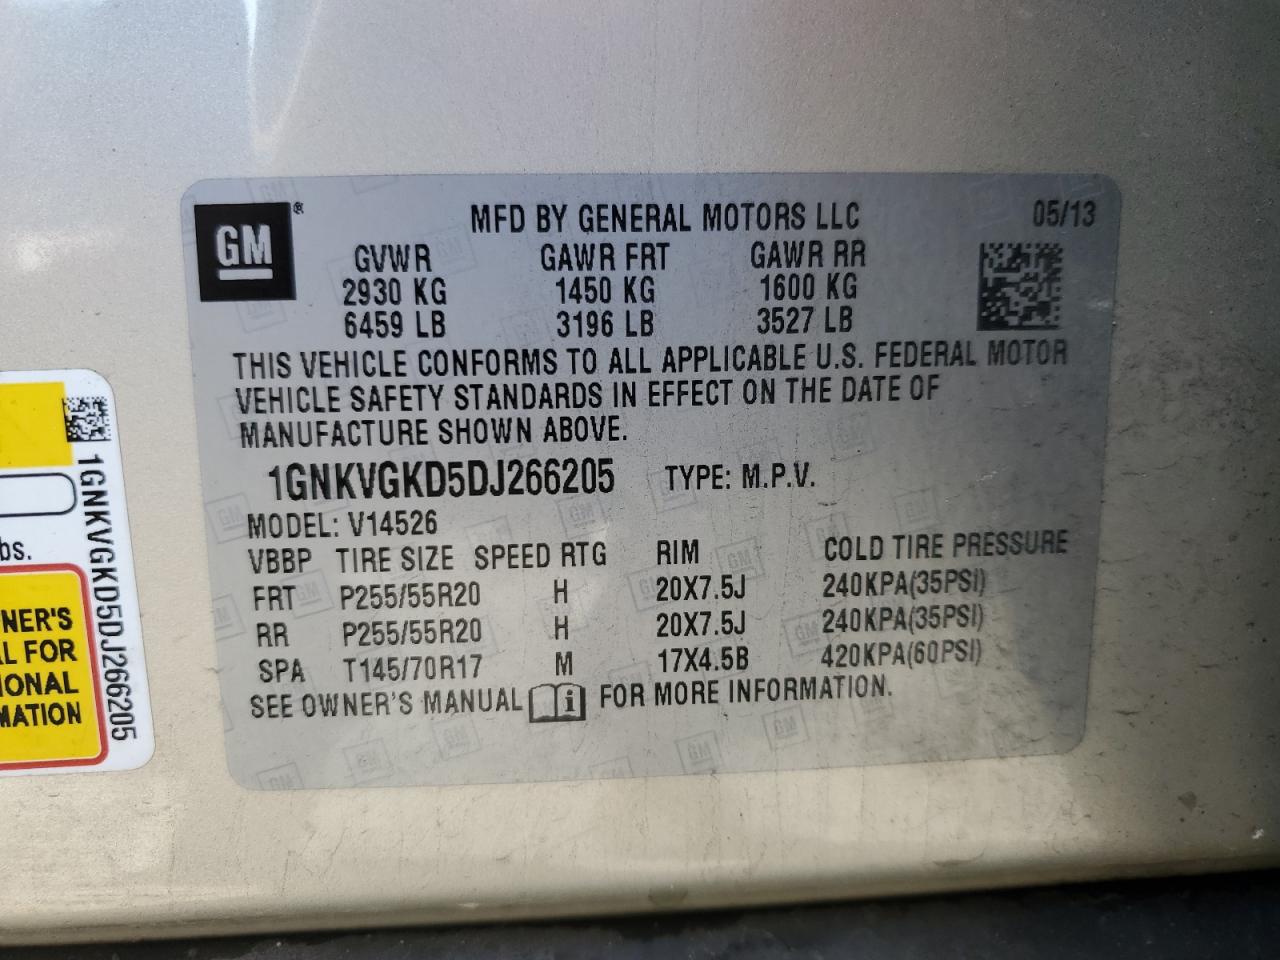 GM®
MFD BY GENERAL MOTORS LLC 05/13
GVWR GAWR FRT GAWR RR
2930 KG 1450 KG 1600 KG
6459 LB 3196 LB 3527 LB
THIS VEHICLE CONFORMS TO ALL APPLICABLE U.S. FEDERAL MOTOR
VEHICLE SAFETY STANDARDS IN EFFECT ON THE DATE OF
MANUFACTURE SHOWN ABOVE.
1GNKVGKD5DJ266205 TYPE: M.P.V.
MODEL: V14526
VBBP TIRE SIZE SPEED RTG RIM COLD TIRE PRESSURE
FRT P255/55R20 H 20X7.5J 240KPA(35PSI)
RR P255/55R20 H 20X7.5J 240KPA(35PSI)
SPA T145/70R17 M 17X4.5B 420KPA(60PSI)
SEE OWNER'S MANUAL i FOR MORE INFORMATION.
1GNKVGKD5DJ266205
bs.
NER'S
AL FOR
IONAL
MATION